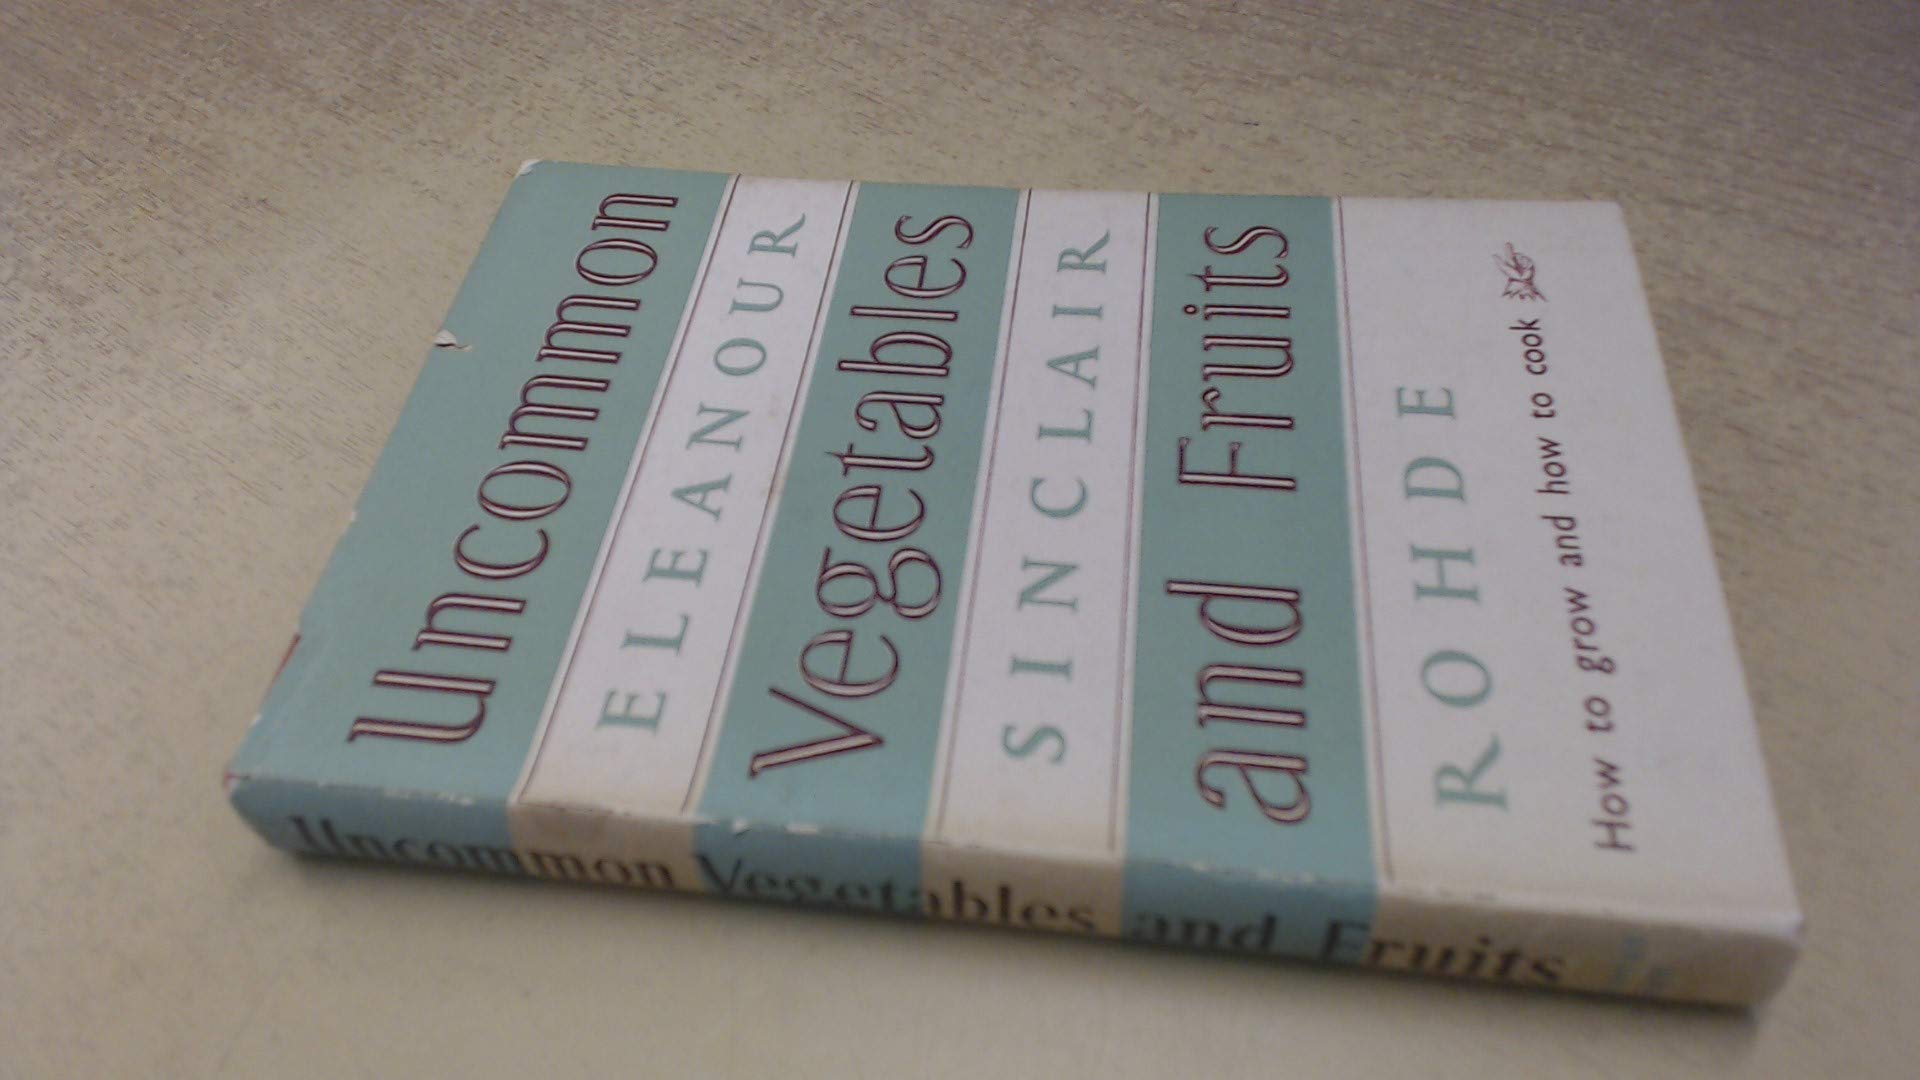 Uncommon
ELEANOUR
Vegetables
SINCLAIR
and Fruits
ROHDE
How to grow and how to cook
Uncommon Vegetables and Fruits